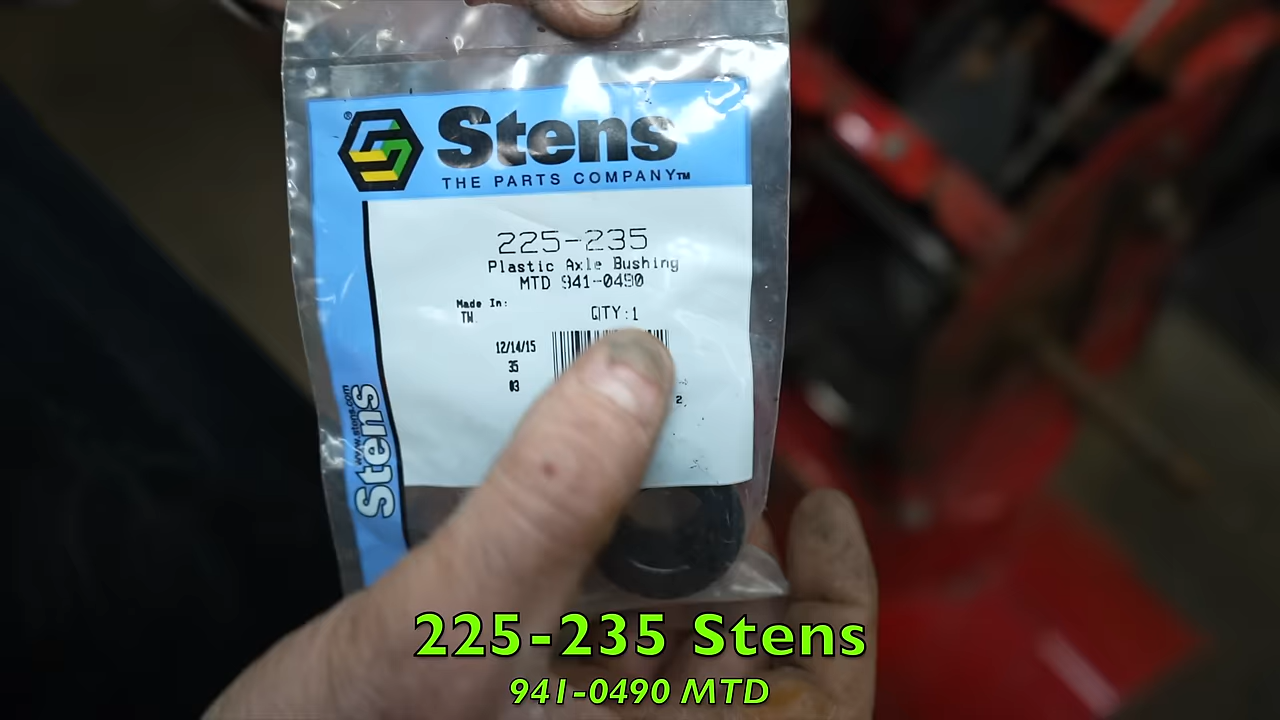 ®
Stens
THE PARTS COMPANY™
225-235
Plastic Axle Bushing
MTD 941-0490
Made In:
TW
QTY:1
12/14/15
35
03
2
www.stens.com
Stens
225-235 Stens
941-0490 MTD